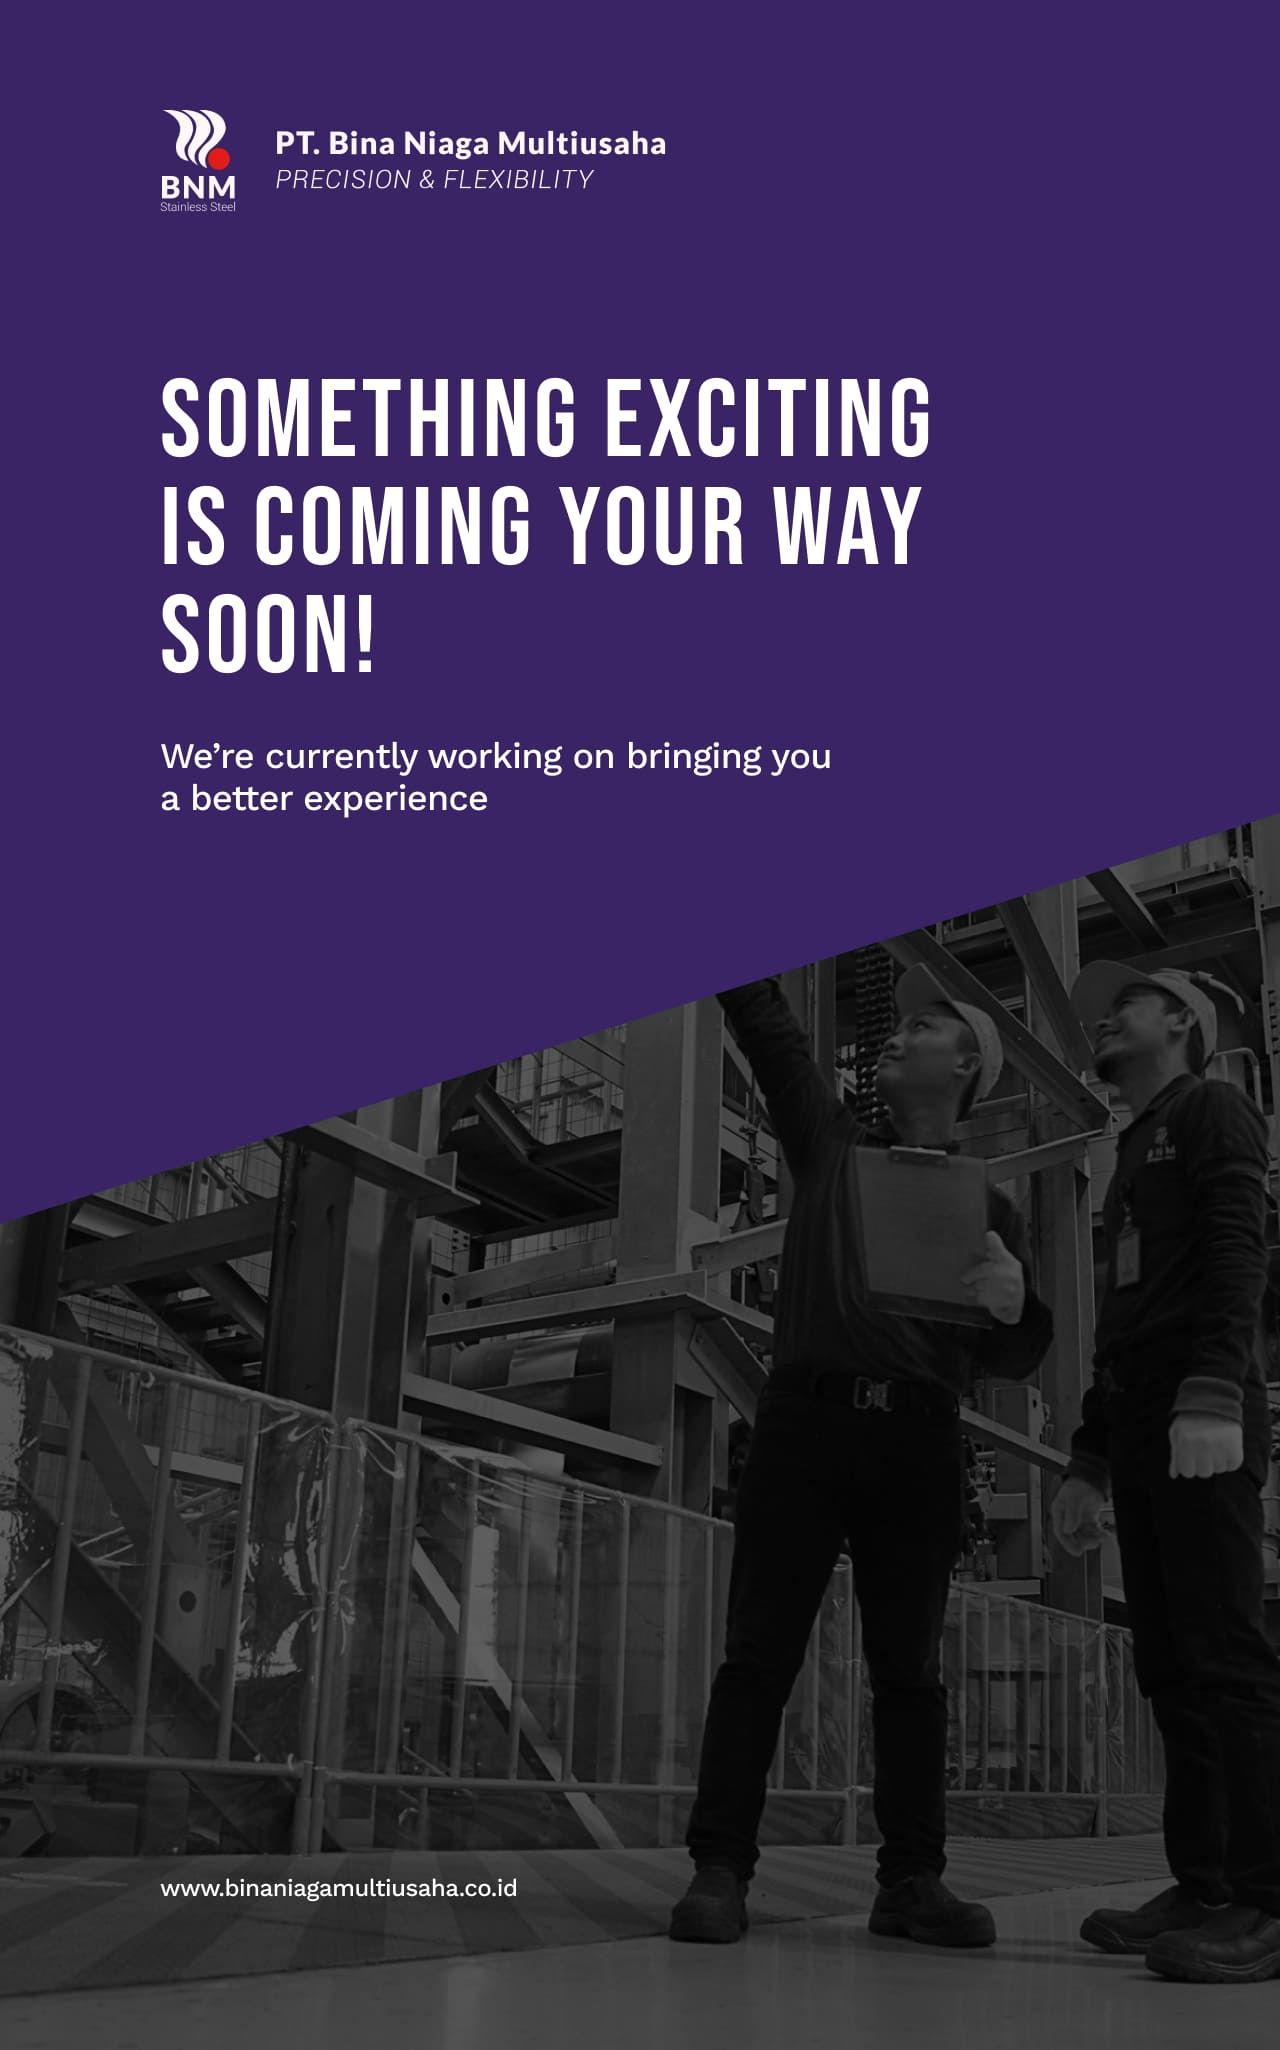 BNM
Stainless Steel
PT. Bina Niaga Multiusaha
PRECISION & FLEXIBILITY
SOMETHING EXCITING
IS COMING YOUR WAY
SOON!
We’re currently working on bringing you
a better experience
BNM
www.binaniagamultiusaha.co.id